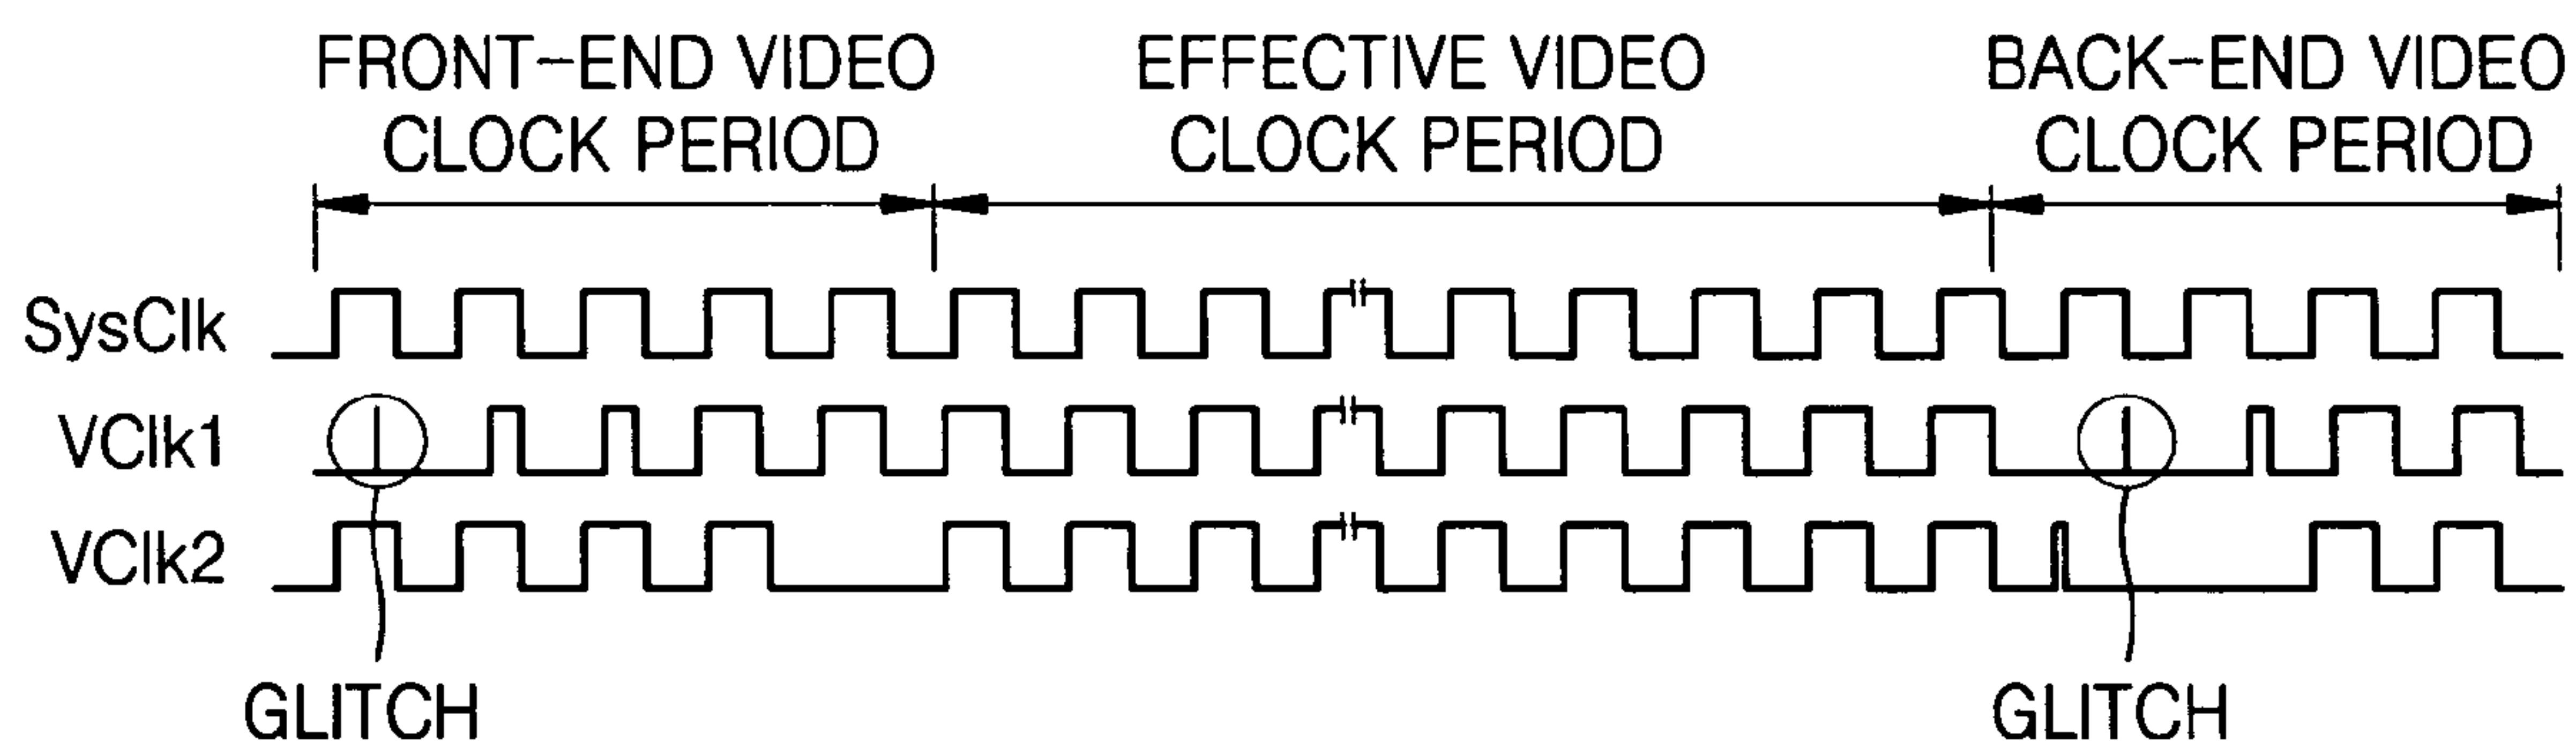 FRONT-END VIDEO
CLOCK PERIOD
EFFECTIVE VIDEO
CLOCK PERIOD
BACK-END VIDEO
CLOCK PERIOD
SysClk
VClk1
VClk2
GLITCH
GLITCH